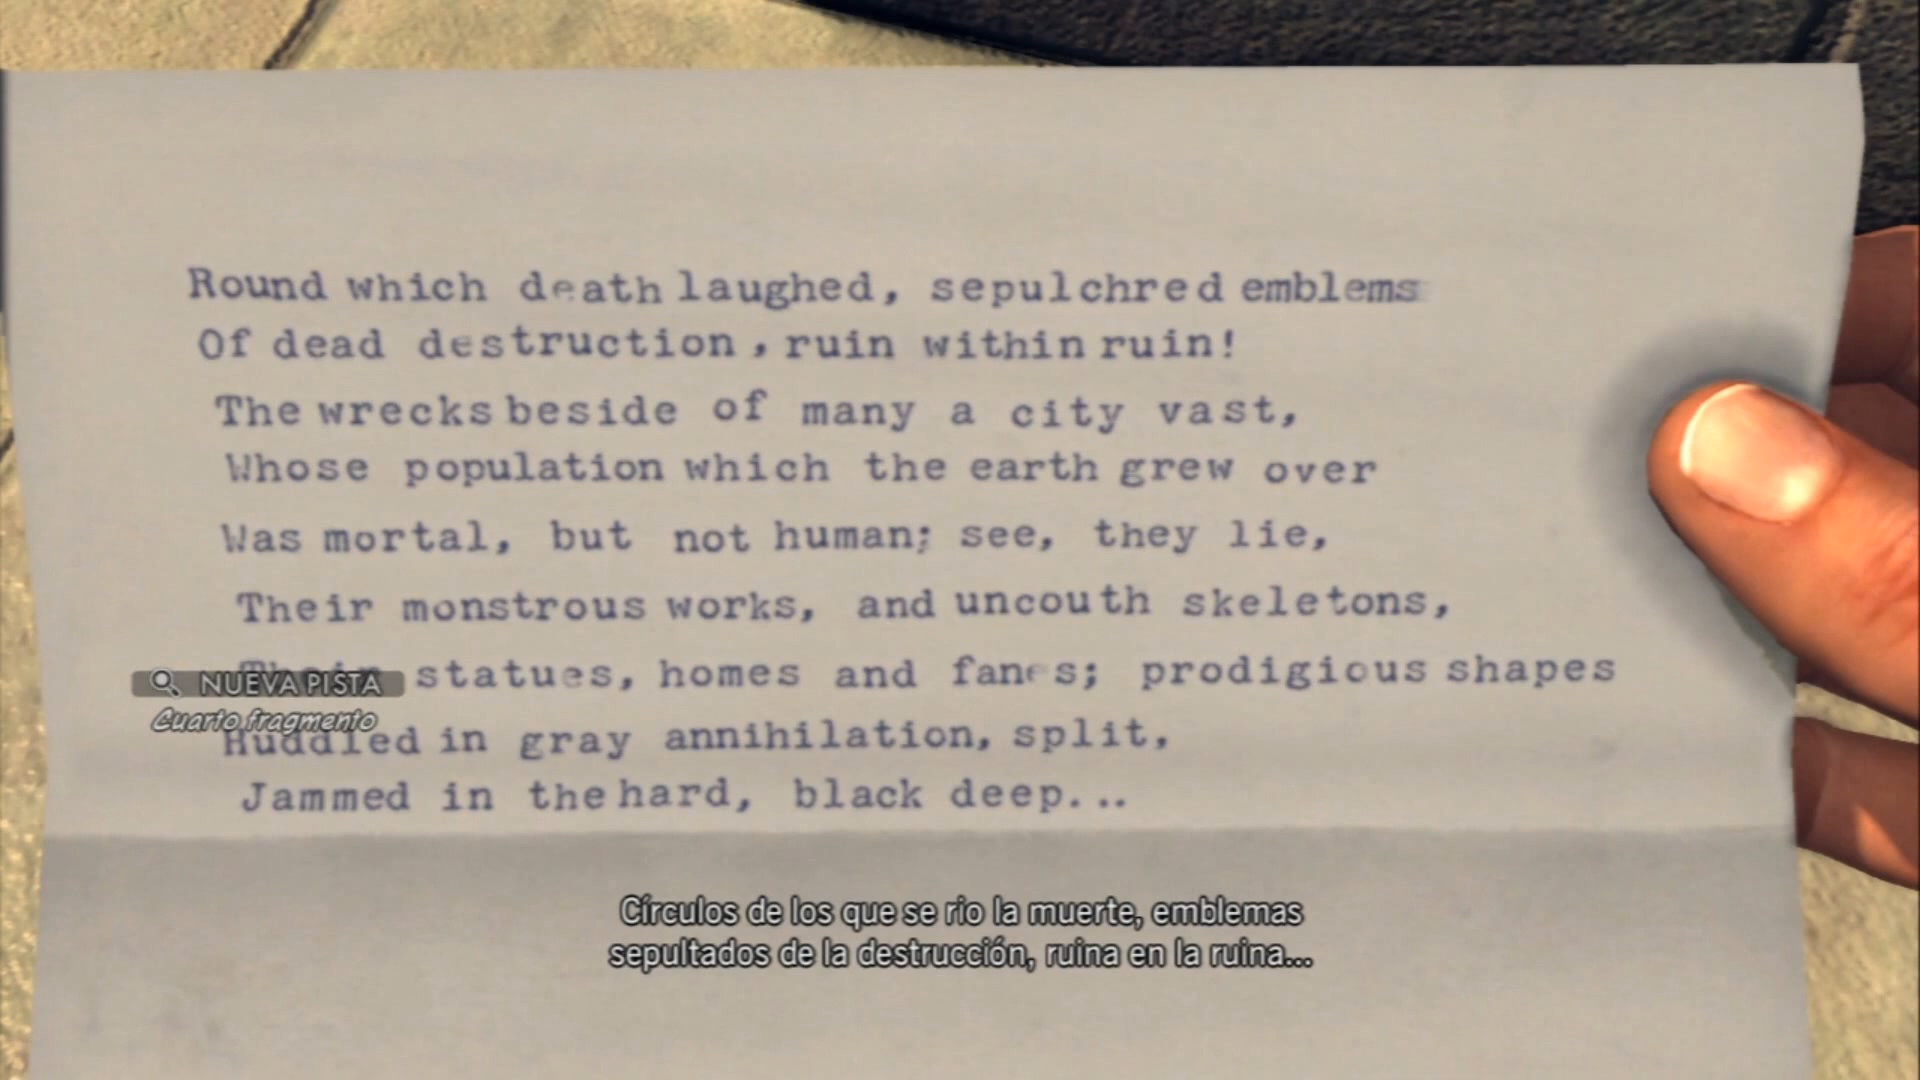 Round which death laughed, sepulchred emblems
Of dead destruction, ruin within ruin!
The wrecks beside of many a city vast,
Whose population which the earth grew over
Was mortal, but not human; see, they lie,
Their monstrous works, and uncouth skeletons,
Their statues, homes and fanes; prodigious shapes
NUEVA PISTA
Cuarto fragmento
Huddled in gray annihilation, split,
Jammed in the hard, black deep...
Círculos de los que se rio la muerte, emblemas
sepultados de la destrucción, ruina en la ruina...